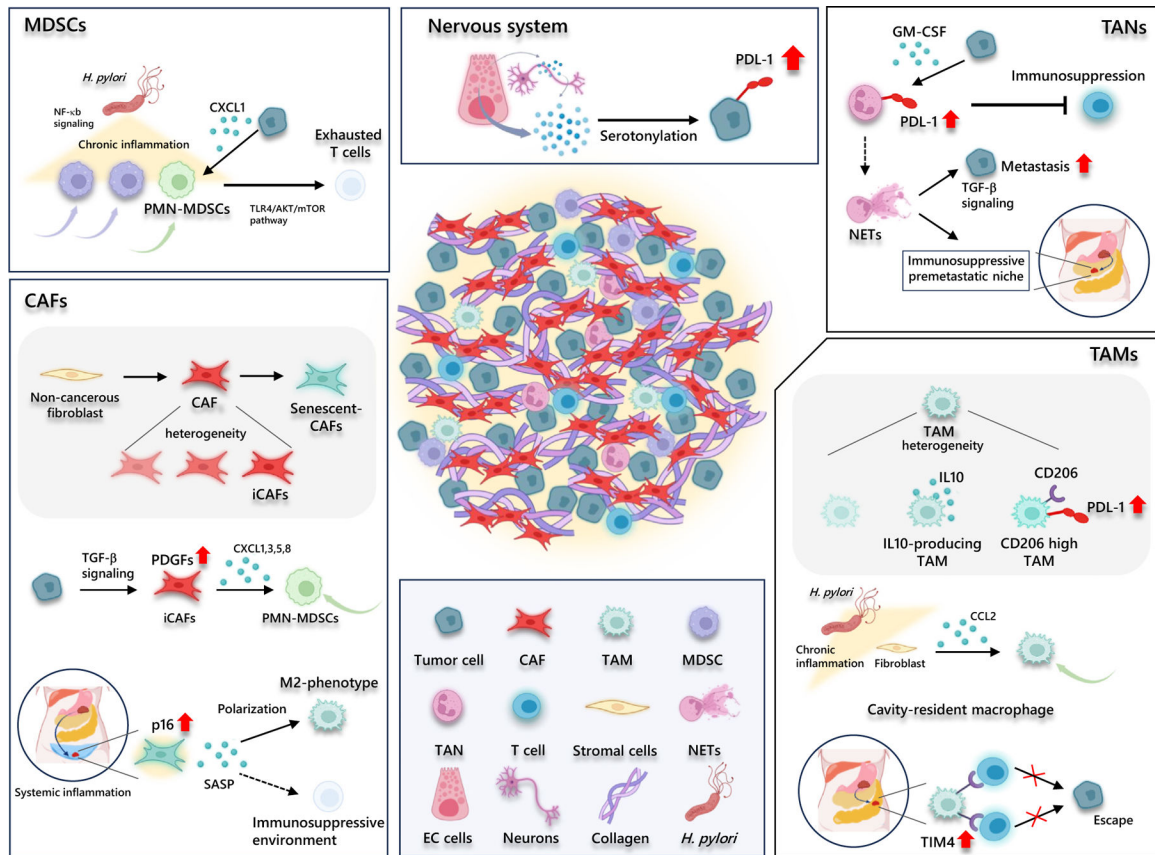 MDSCs
H. pylori
NF-κb
signaling
CXCL1
Chronic inflammation
Exhausted
T cells
PMN-MDSCs
TLR4/AKT/mTOR
pathway
Nervous system
PDL-1
Serotonylation
TANs
GM-CSF
Immunosuppression
PDL-1
Metastasis
TGF-β
signaling
NETs
Immunosuppressive
premetastatic niche
CAFs
Non-cancerous
fibroblast
CAF
Senescent-
CAFs
heterogeneity
iCAFs
TGF-β
signaling
PDGFs
CXCL1,3,5,8
iCAFs
PMN-MDSCs
M2-phenotype
p16
Polarization
SASP
Systemic inflammation
Immunosuppressive
environment
Tumor cell
CAF
TAM
MDSC
TAN
T cell
Stromal cells
NETs
EC cells
Neurons
Collagen
H. pylori
TAMs
TAM
heterogeneity
IL10
CD206
PDL-1
IL10-producing
TAM
CD206 high
TAM
H. pylori
CCL2
Chronic
inflammation
Fibroblast
Cavity-resident macrophage
TIM4
Escape